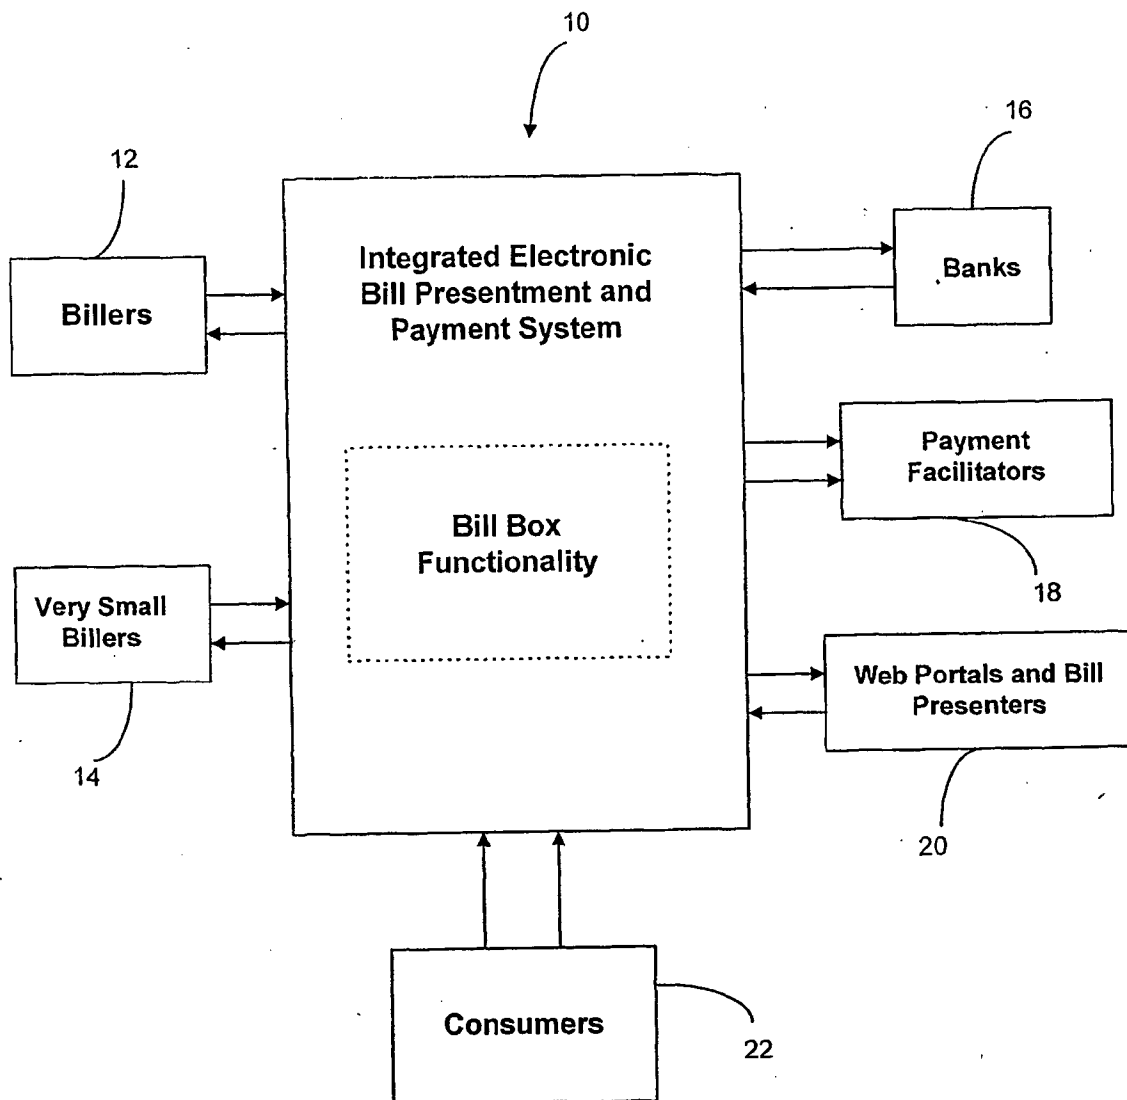 10
16
12
Integrated Electronic
Bill Presentment and
Payment System
Banks
Billers
Payment
Facilitators
Bill Box
Functionality
18
Very Small
Billers
Web Portals and Bill
Presenters
14
20
Consumers
22